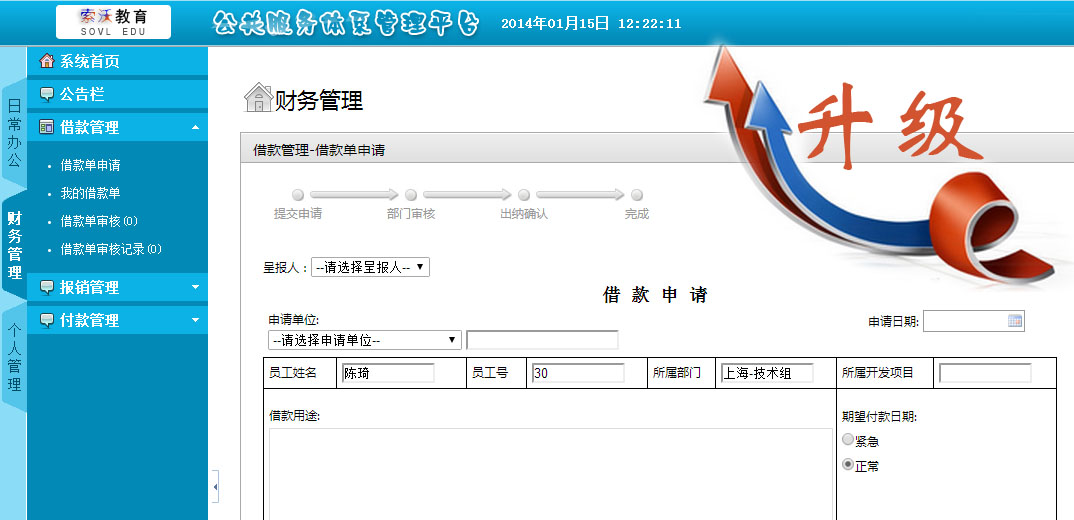 索沃教育
SOVL EDU
公共服务体系管理平台
2014年01月15日 12:22:11
日常办公
财务管理
个人管理
系统首页
公告栏
借款管理
借款单申请
我的借款单
借款单审核(0)
借款单审核记录(0)
报销管理
付款管理
财务管理
升级
借款管理-借款单申请
提交申请 部门审核 出纳确认 完成
呈报人：--请选择呈报人--
借款申请
申请单位: 申请日期:
--请选择申请单位--
员工姓名 陈琦 员工号 30 所属部门 上海-技术组 所属开发项目
借款用途: 期望付款日期:
紧急
正常